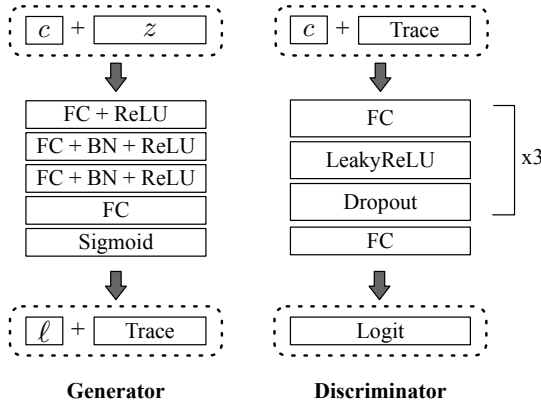 c + z
FC + ReLU
FC + BN + ReLU
FC + BN + ReLU
FC
Sigmoid
ℓ + Trace
Generator
c + Trace
FC
LeakyReLU
Dropout
x3
FC
Logit
Discriminator